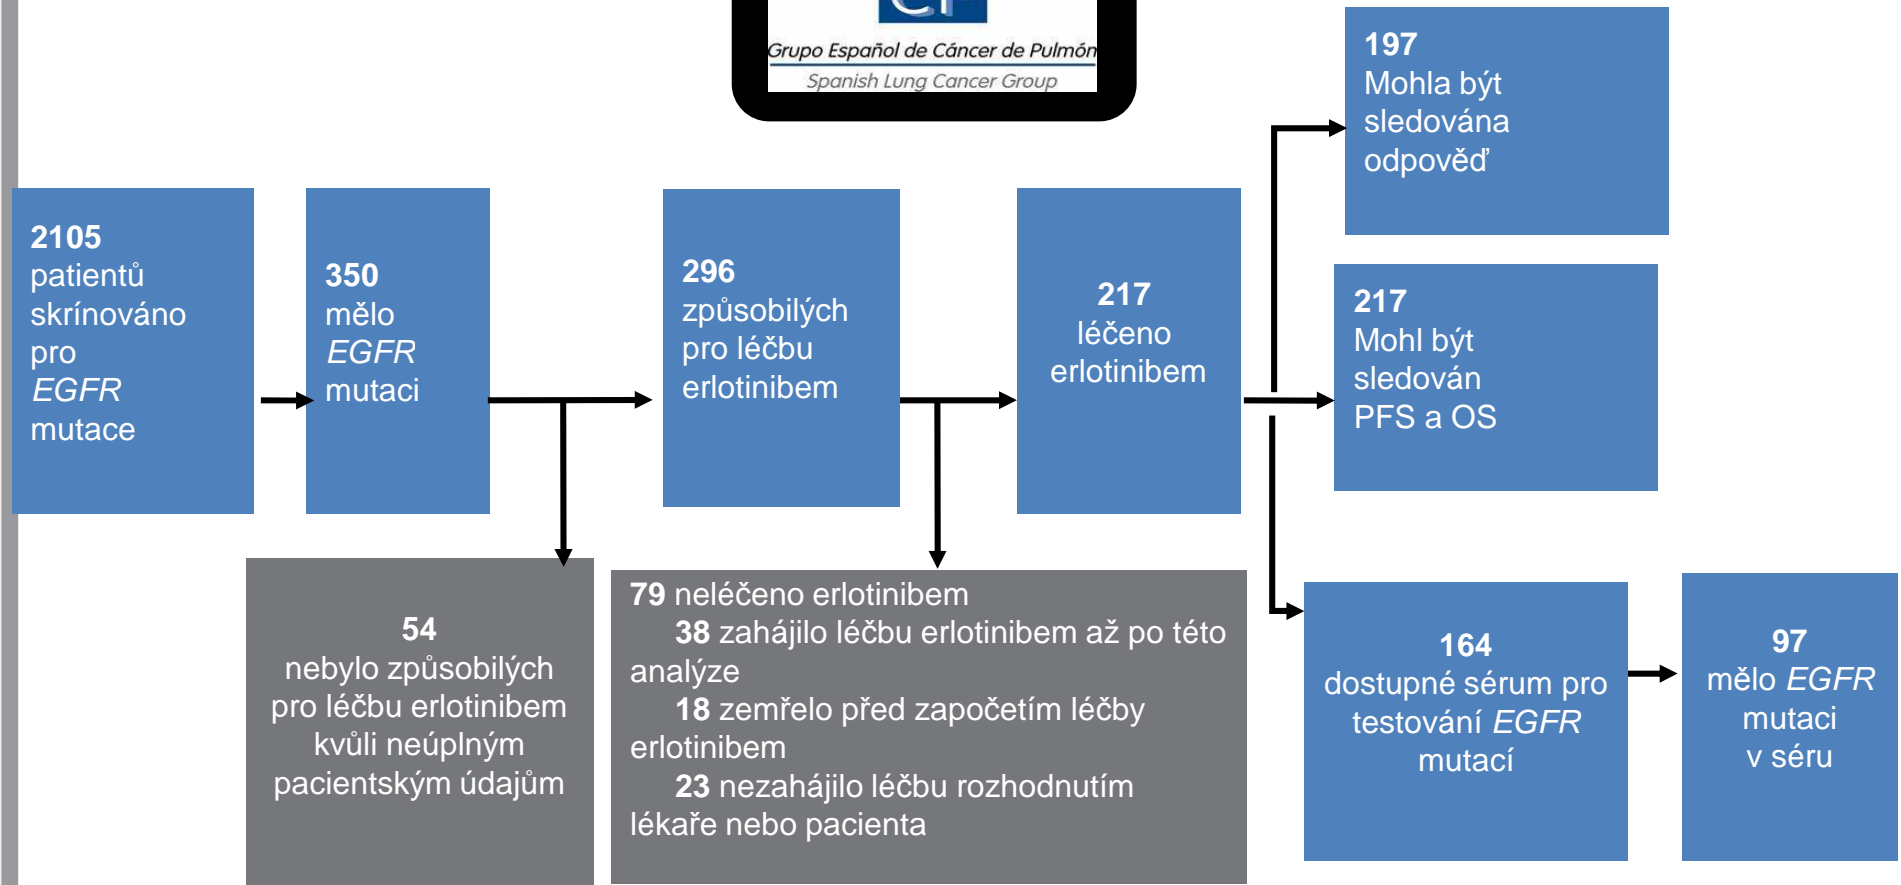 Grupo Español de Cáncer de Pulmón
Spanish Lung Cancer Group
2105
patientů
skrínováno
pro
EGFR
mutace
350
mělo
EGFR
mutaci
296
způsobilých
pro léčbu
erlotinibem
217
léčeno
erlotinibem
197
Mohla být
sledována
odpověď
217
Mohl být
sledován
PFS a OS
54
nebylo způsobilých
pro léčbu erlotinibem
kvůli neúplným
pacientským údajům
79 neléčeno erlotinibem
38 zahájilo léčbu erlotinibem až po této
analýze
18 zemřelo před započetím léčby
erlotinibem
23 nezahájilo léčbu rozhodnutím
lékaře nebo pacienta
164
dostupné sérum pro
testování EGFR
mutací
97
mělo EGFR
mutaci
v séru